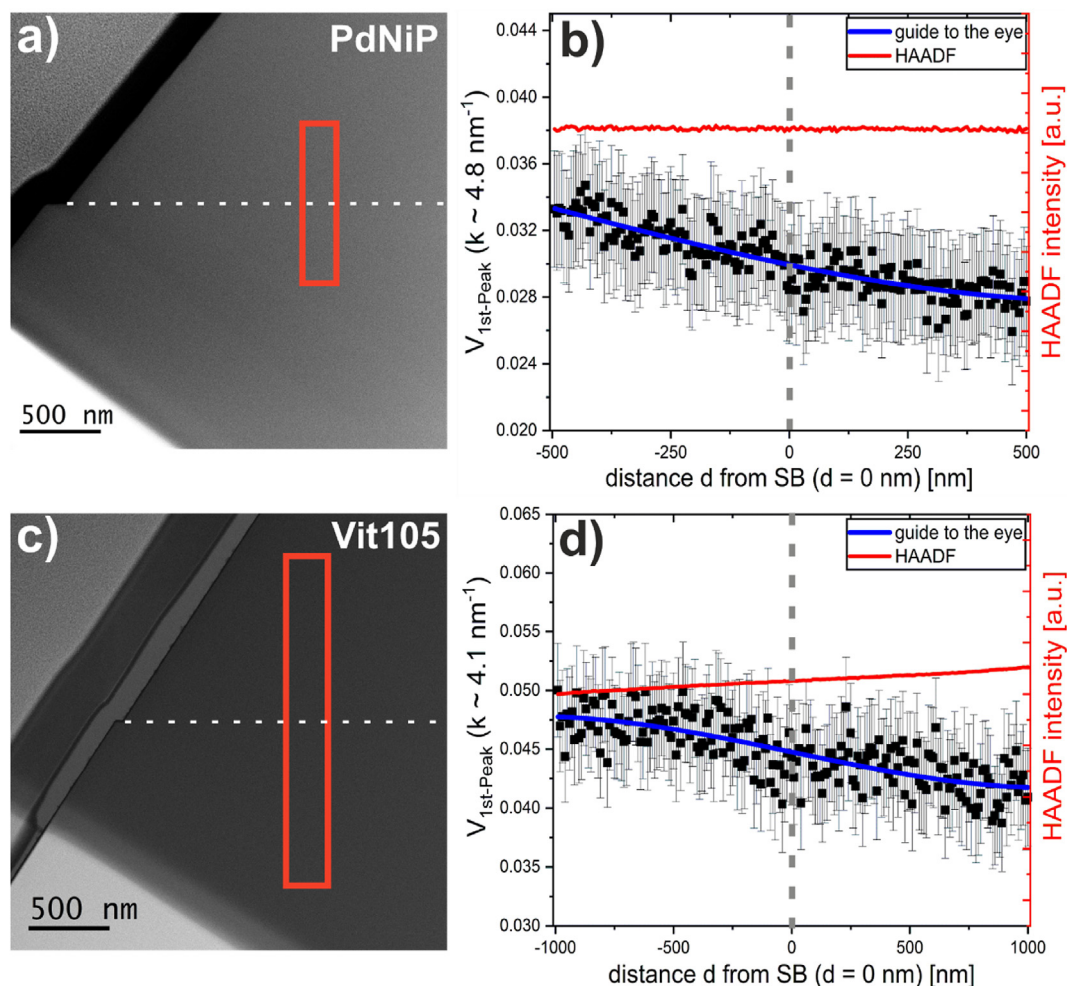 a)
PdNiP
500 nm
b)
guide to the eye
HAADF
V1st-Peak (k ~ 4.8 nm-1)
0.044
0.040
0.036
0.032
0.028
0.024
0.020
-500
-250
0
250
500
distance d from SB (d = 0 nm) [nm]
HAADF intensity [a.u.]
c)
Vit105
500 nm
d)
guide to the eye
HAADF
V1st-Peak (k ~ 4.1 nm-1)
0.065
0.060
0.055
0.050
0.045
0.040
0.035
0.030
-1000
-500
0
500
1000
distance d from SB (d = 0 nm) [nm]
HAADF intensity [a.u.]